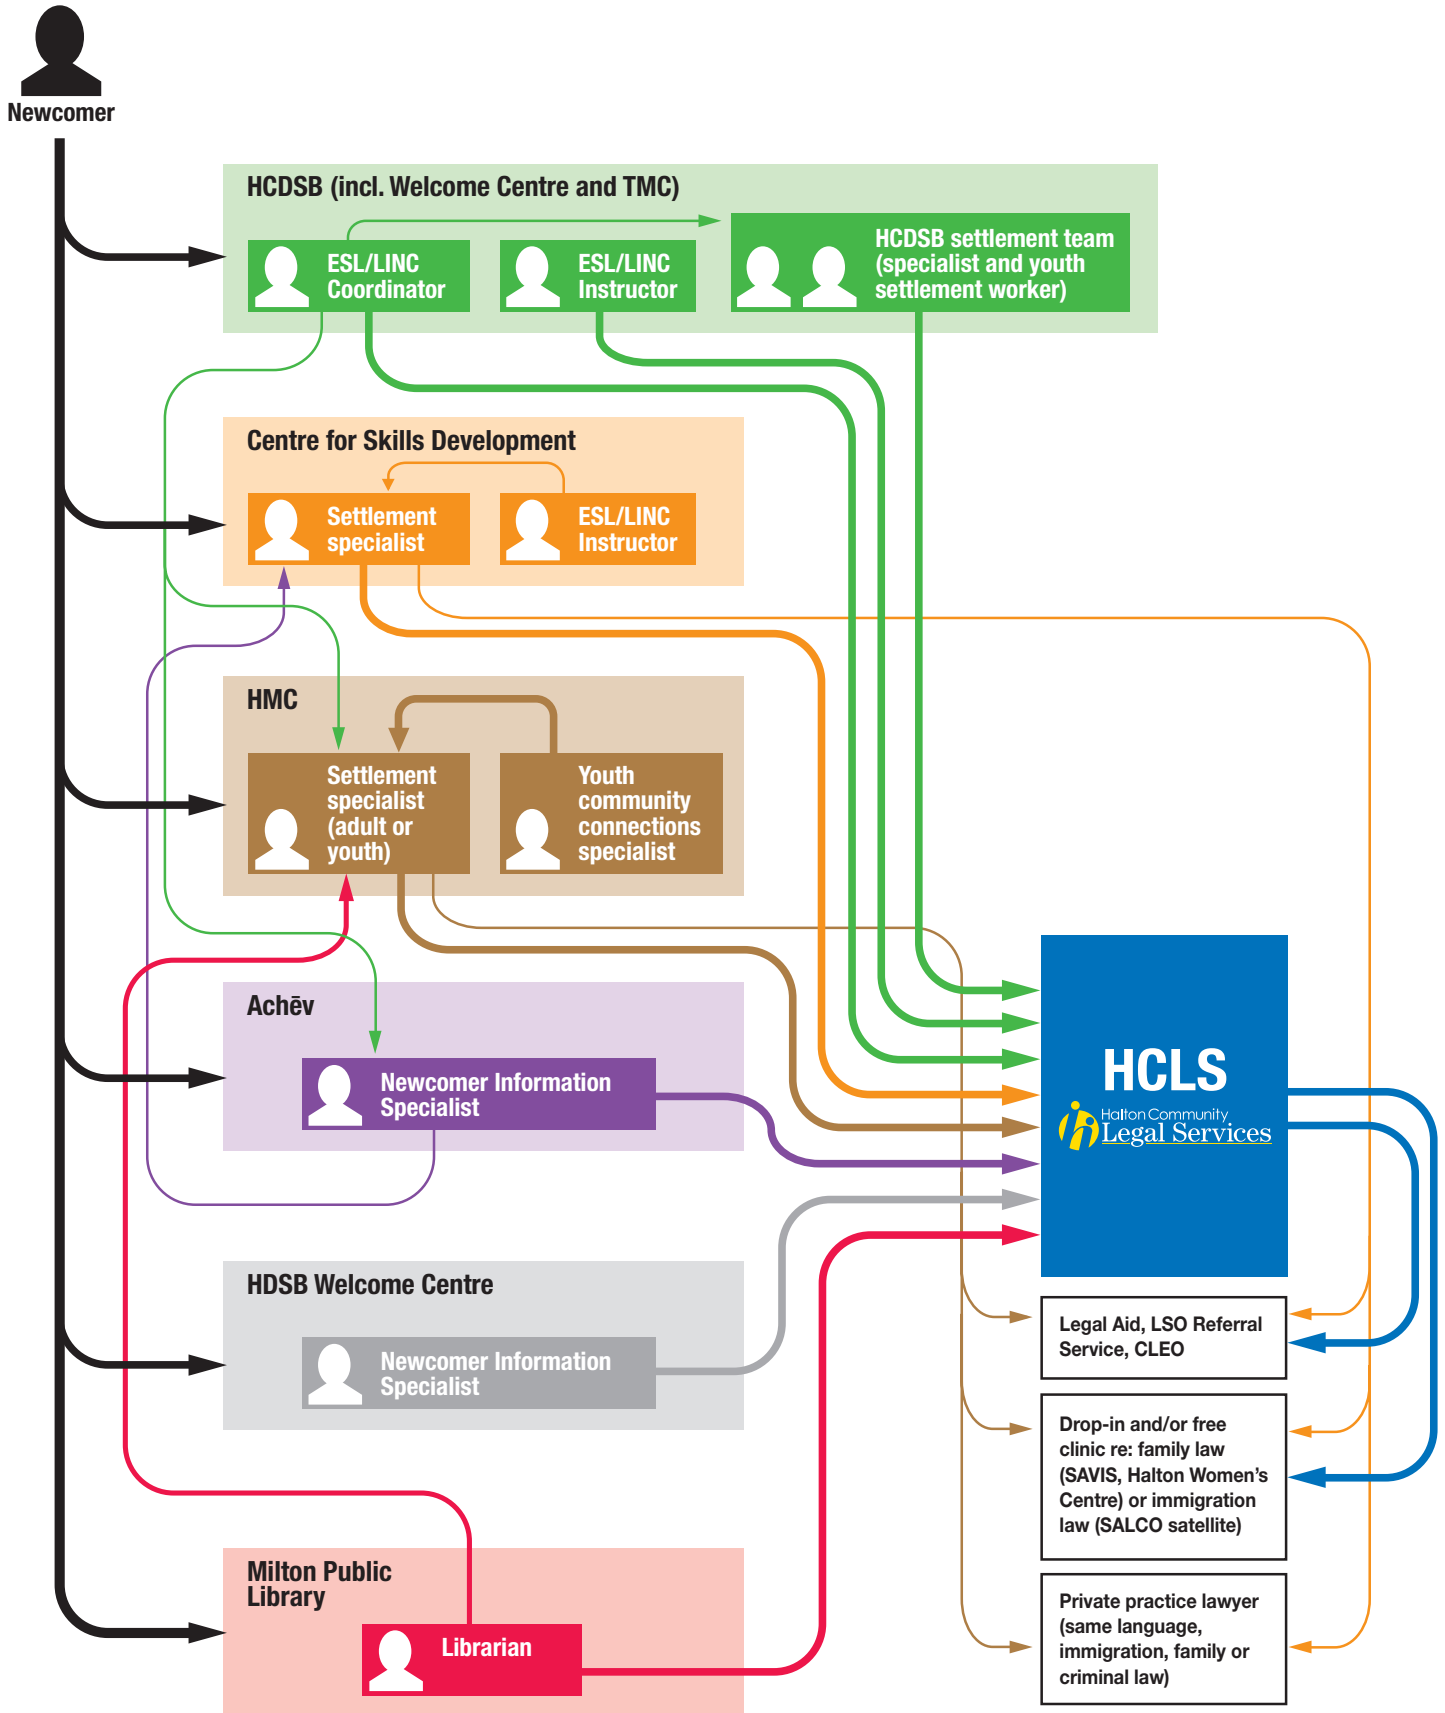 Newcomer
HCDSB (incl. Welcome Centre and TMC)
ESL/LINC
Coordinator
ESL/LINC
Instructor
HCDSB settlement team
(specialist and youth
settlement worker)
Centre for Skills Development
Settlement
specialist
ESL/LINC
Instructor
HMC
Settlement
specialist
(adult or
youth)
Youth
community
connections
specialist
Achēv
Newcomer Information
Specialist
HCLS
Halton Community
Legal Services
HDSB Welcome Centre
Newcomer Information
Specialist
Legal Aid, LSO Referral
Service, CLEO
Drop-in and/or free
clinic re: family law
(SAVIS, Halton Women’s
Centre) or immigration
law (SALCO satellite)
Milton Public
Library
Librarian
Private practice lawyer
(same language,
immigration, family or
criminal law)